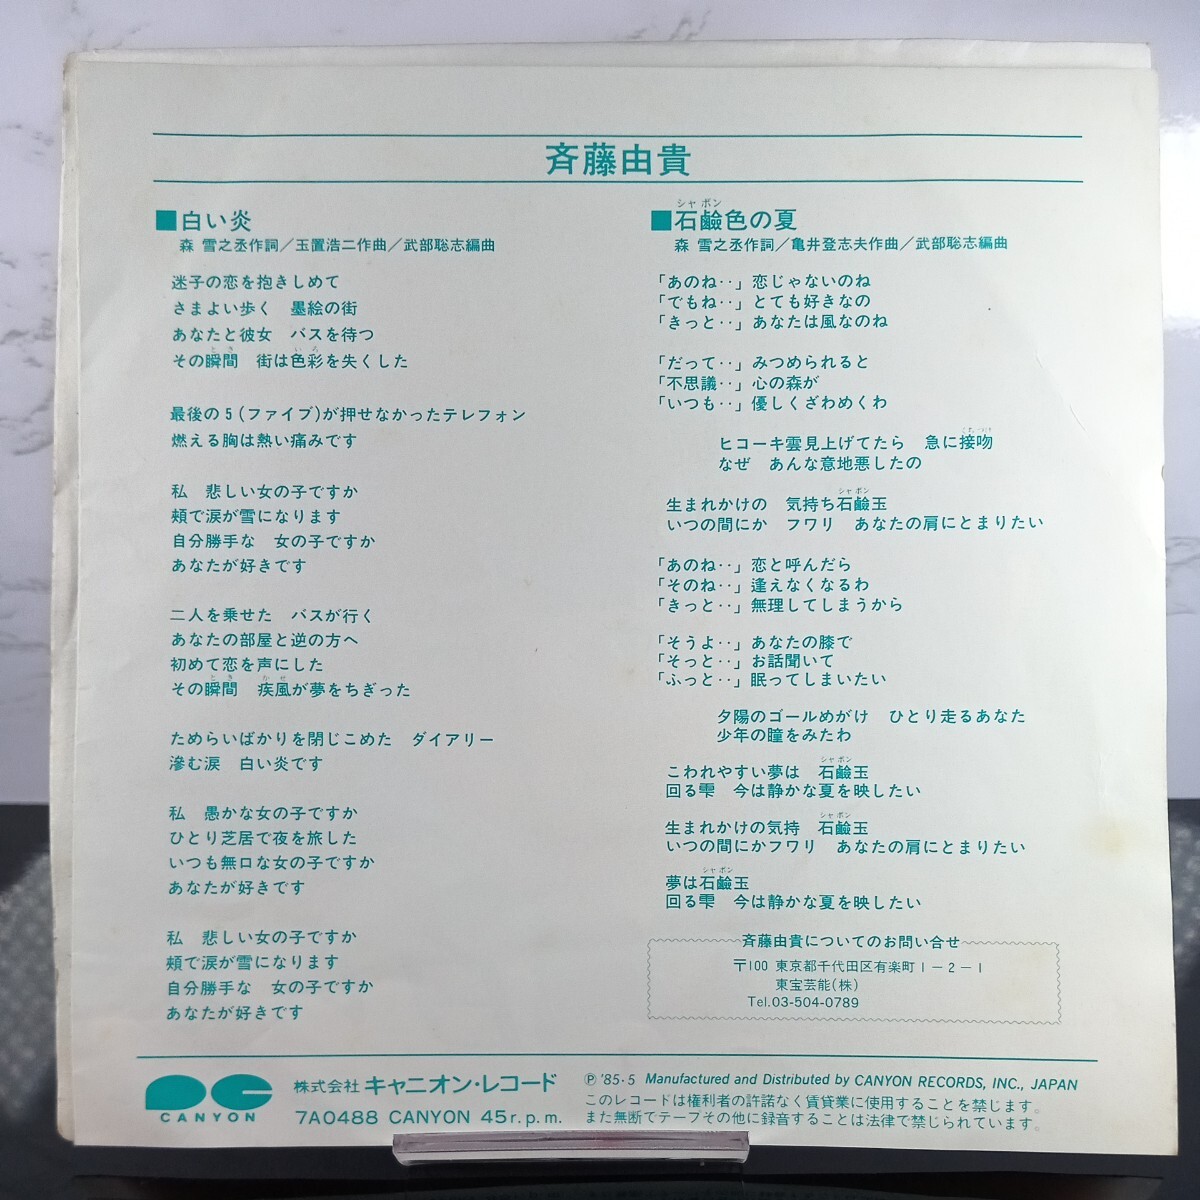 斉藤由貴
■白い炎
森 雪之丞作詞/玉置浩二作曲/武部聡志編曲
迷子の恋を抱きしめて
さまよい歩く 墨絵の街
あなたと彼女 バスを待つ
とき いろ
その瞬間 街は色彩を失くした
最後の5(ファイブ)が押せなかったテレフォン
燃える胸は熱い痛みです
私 悲しい女の子ですか
頬で涙が雪になります
自分勝手な 女の子ですか
あなたが好きです
二人を乗せた バスが行く
あなたの部屋と逆の方へ
初めて恋を声にした
とき かぜ
その瞬間 疾風が夢をちぎった
ためらいばかりを閉じこめた ダイアリー
滲む涙 白い炎です
私 愚かな女の子ですか
ひとり芝居で夜を旅した
いつも無口な女の子ですか
あなたが好きです
私 悲しい女の子ですか
頬で涙が雪になります
自分勝手な 女の子ですか
あなたが好きです
シャボン
■石鹼色の夏
森 雪之丞作詞/亀井登志夫作曲/武部聡志編曲
「あのね‥」恋じゃないのね
「でもね‥」とても好きなの
「きっと‥」あなたは風なのね
「だって‥」みつめられると
「不思議‥」心の森が
「いつも‥」優しくざわめくわ
くちづけ
ヒコーキ雲見上げてたら 急に接吻
なぜ あんな意地悪したの
シャボン
生まれかけの 気持ち石鹼玉
いつの間にか フワリ あなたの肩にとまりたい
「あのね‥」恋と呼んだら
「そのね‥」逢えなくなるわ
「きっと‥」無理してしまうから
「そうよ‥」あなたの膝で
「そっと‥」お話聞いて
「ふっと‥」眠ってしまいたい
夕陽のゴールめがけ ひとり走るあなた
少年の瞳をみたわ
シャボン
こわれやすい夢は 石鹼玉
回る雫 今は静かな夏を映したい
シャボン
生まれかけの気持 石鹼玉
いつの間にかフワリ あなたの肩にとまりたい
シャボン
夢は石鹼玉
回る雫 今は静かな夏を映したい
斉藤由貴についてのお問い合せ
〒100 東京都千代田区有楽町1-2-1
東宝芸能(株)
Tel.03-504-0789
CANYON
株式会社 キャニオン・レコード
7A0488 CANYON 45r.p.m.
Ⓟ '85・5 Manufactured and Distributed by CANYON RECORDS, INC., JAPAN
このレコードは権利者の許諾なく賃貸業に使用することを禁じます。
また無断でテープその他に録音することは法律で禁じられています。